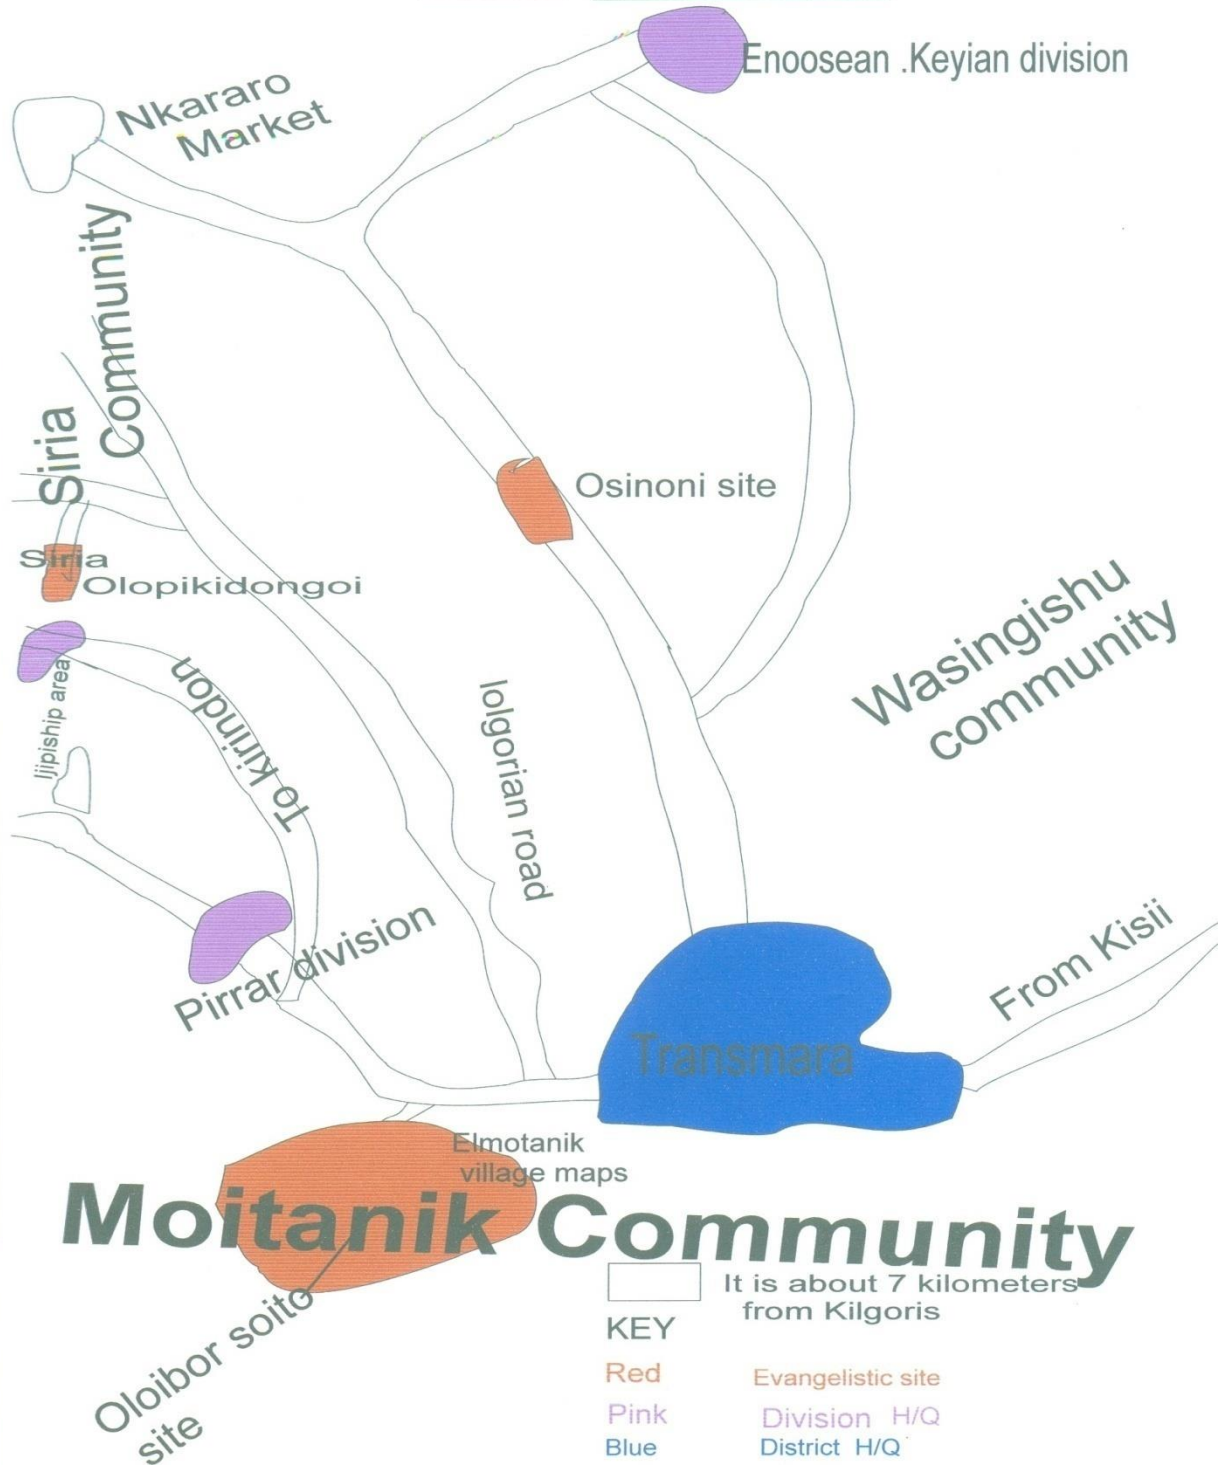 Enoosean .Keyian division
Nkararo
Market
Siria
Community
Osinoni site
Siria
Olopikidongoi
Wasingishu
community
Ijipiship area
To kirindon
lolgorian road
Pirrar division
From Kisii
Transmara
Elmotanik
village maps
Moitanik Community
It is about 7 kilometers
from Kilgoris
Oloibor soito
site
KEY
Red Evangelistic site
Pink Division H/Q
Blue District H/Q